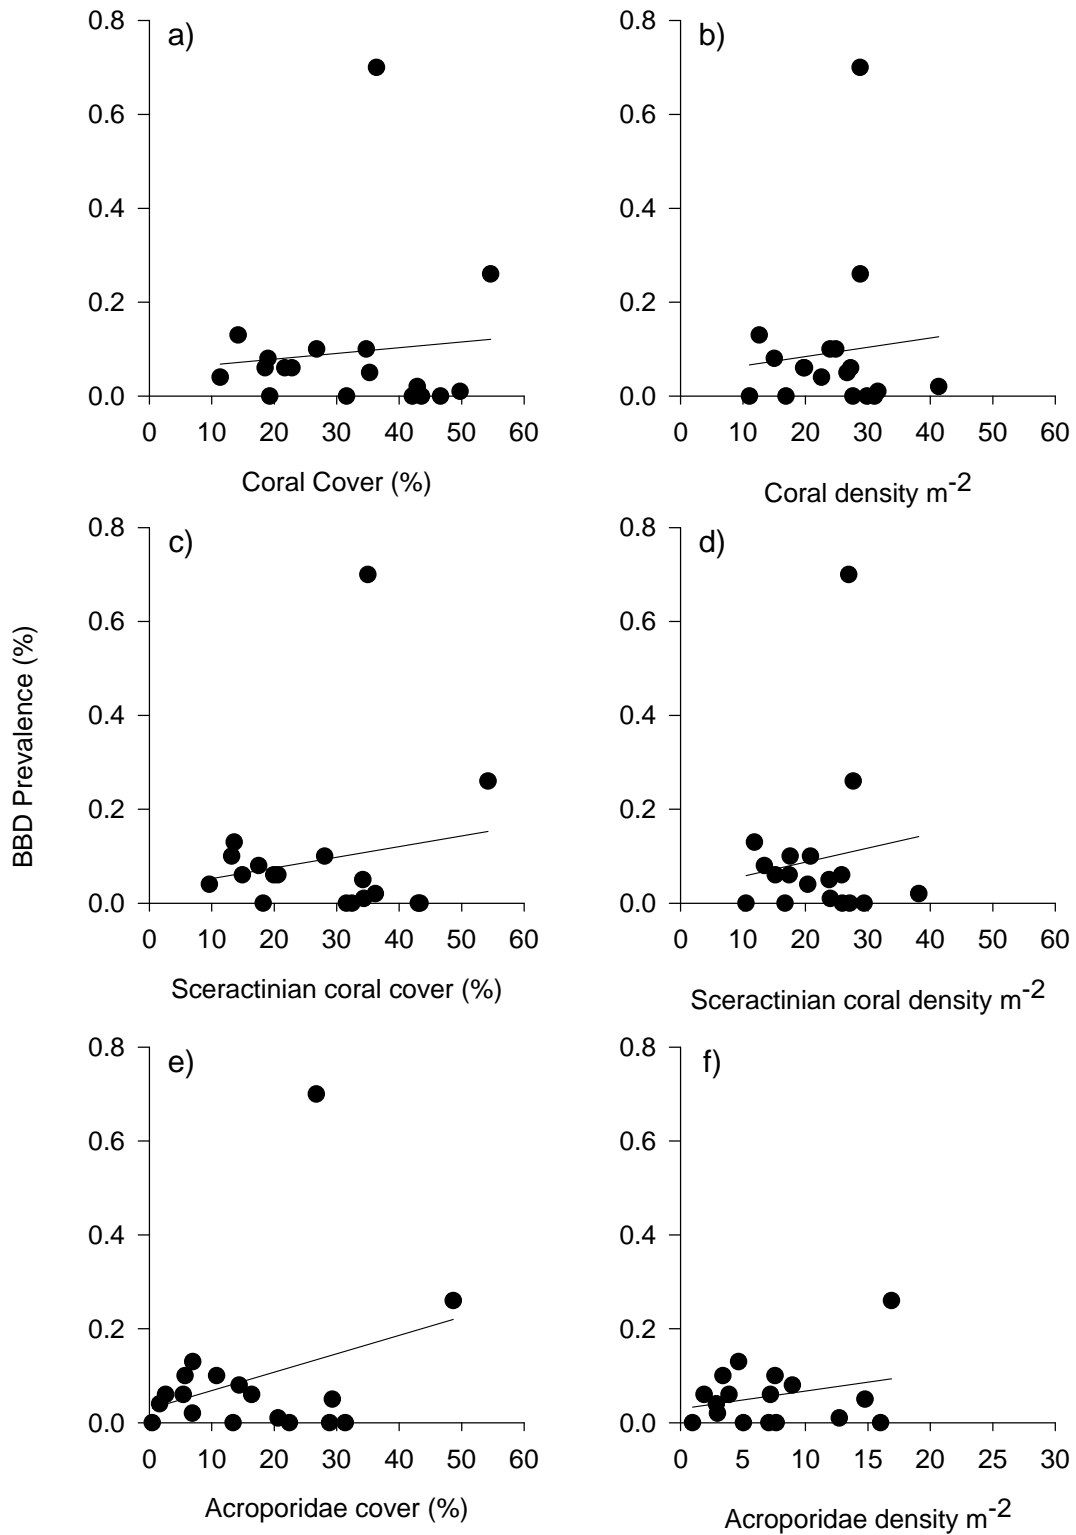 a)
0.8
0.6
0.4
0.2
0.0
0 10 20 30 40 50 60
Coral Cover (%)
b)
0.8
0.6
0.4
0.2
0.0
0 10 20 30 40 50 60
Coral density m-2
BBD Prevalence (%)
c)
0.8
0.6
0.4
0.2
0.0
0 10 20 30 40 50 60
Sceractinian coral cover (%)
d)
0.8
0.6
0.4
0.2
0.0
0 10 20 30 40 50 60
Sceractinian coral density m-2
e)
0.8
0.6
0.4
0.2
0.0
0 10 20 30 40 50 60
Acroporidae cover (%)
f)
0.8
0.6
0.4
0.2
0.0
0 5 10 15 20 25 30
Acroporidae density m-2